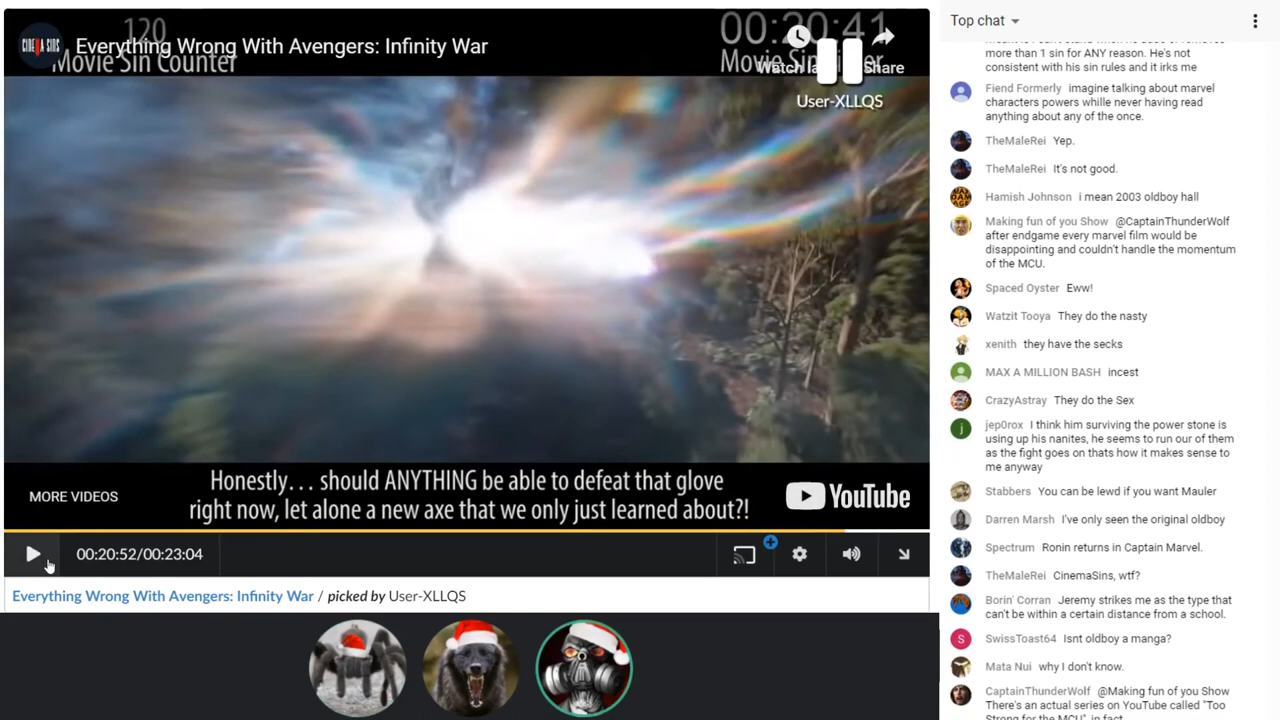 120
Movie Sin Counter
CINEMA SINS
Everything Wrong With Avengers: Infinity War
00:20:41
Movie Sin Timer
Watch la
Share
User-XLLQS
MORE VIDEOS
Honestly… should ANYTHING be able to defeat that glove
right now, let alone a new axe that we only just learned about?!
YouTube
00:20:52/00:23:04
Everything Wrong With Avengers: Infinity War / picked by User-XLLQS
Top chat
more than 1 sin for ANY reason. He's not
consistent with his sin rules and it irks me
Fiend Formerly imagine talking about marvel
characters powers whille never having read
anything about any of the once.
TheMaleRei Yep.
TheMaleRei It's not good.
Hamish Johnson i mean 2003 oldboy hall
Making fun of you Show @CaptainThunderWolf
after endgame every marvel film would be
disappointing and couldn't handle the momentum
of the MCU.
Spaced Oyster Eww!
Watzit Tooya They do the nasty
xenith they have the secks
MAX A MILLION BASH incest
CrazyAstray They do the Sex
j
jep0rox I think him surviving the power stone is
using up his nanites, he seems to run our of them
as the fight goes on thats how it makes sense to
me anyway
Stabbers You can be lewd if you want Mauler
Darren Marsh I've only seen the original oldboy
Spectrum Ronin returns in Captain Marvel.
TheMaleRei CinemaSins, wtf?
Borin' Corran Jeremy strikes me as the type that
can't be within a certain distance from a school.
S
SwissToast64 Isnt oldboy a manga?
Mata Nui why I don't know.
CaptainThunderWolf @Making fun of you Show
There's an actual series on YouTube called "Too
Strong for the MCU", in fact